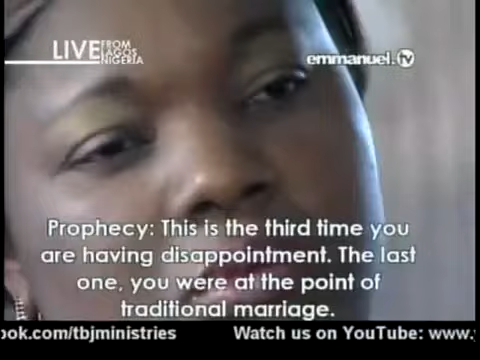 LIVE FROM
LAGOS
NIGERIA
emmanuel.tv
Prophecy: This is the third time you
are having disappointment. The last
one, you were at the point of
traditional marriage.
ok.com/tbjministries
Watch us on YouTube: www.